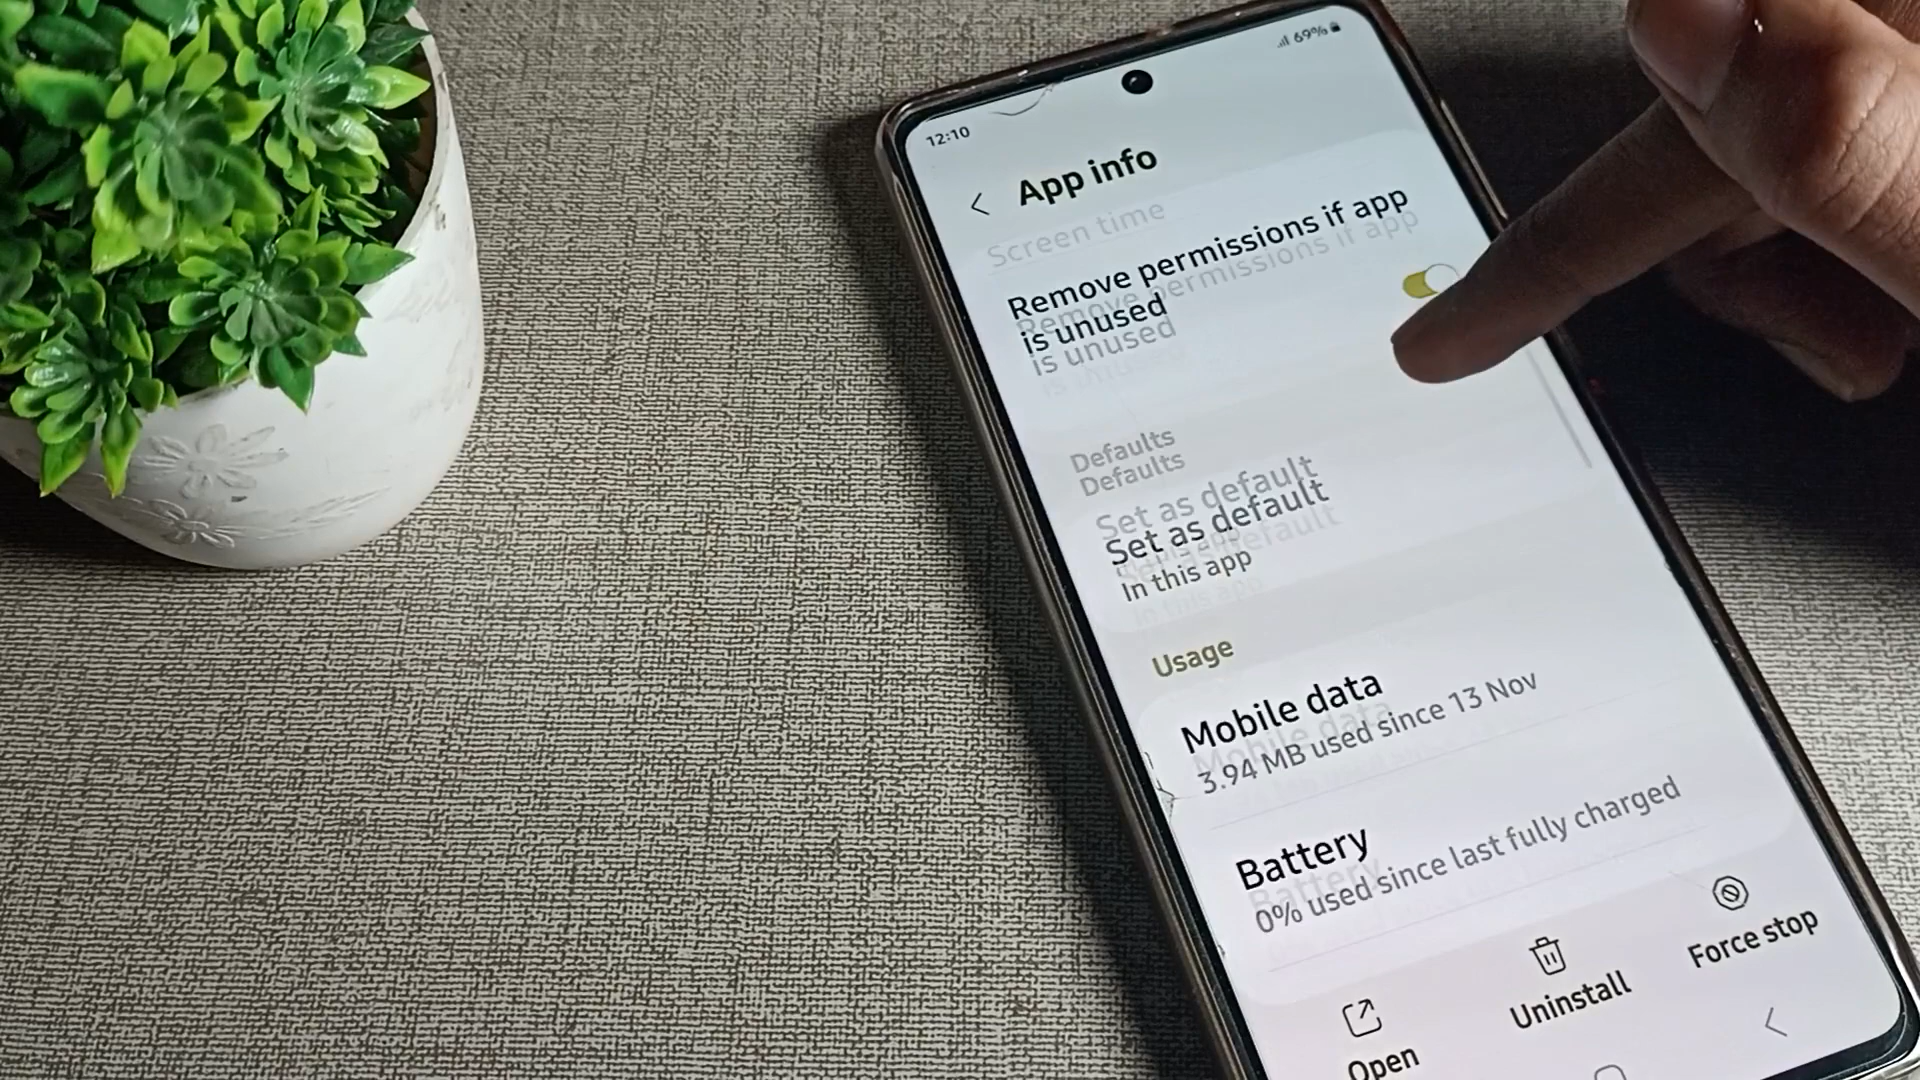 12:10
69%
App info
Screen time
Remove permissions if app
is unused
Defaults
Set as default
In this app
Usage
Mobile data
3.94 MB used since 13 Nov
Battery
0% used since last fully charged
Open
Uninstall
Force stop